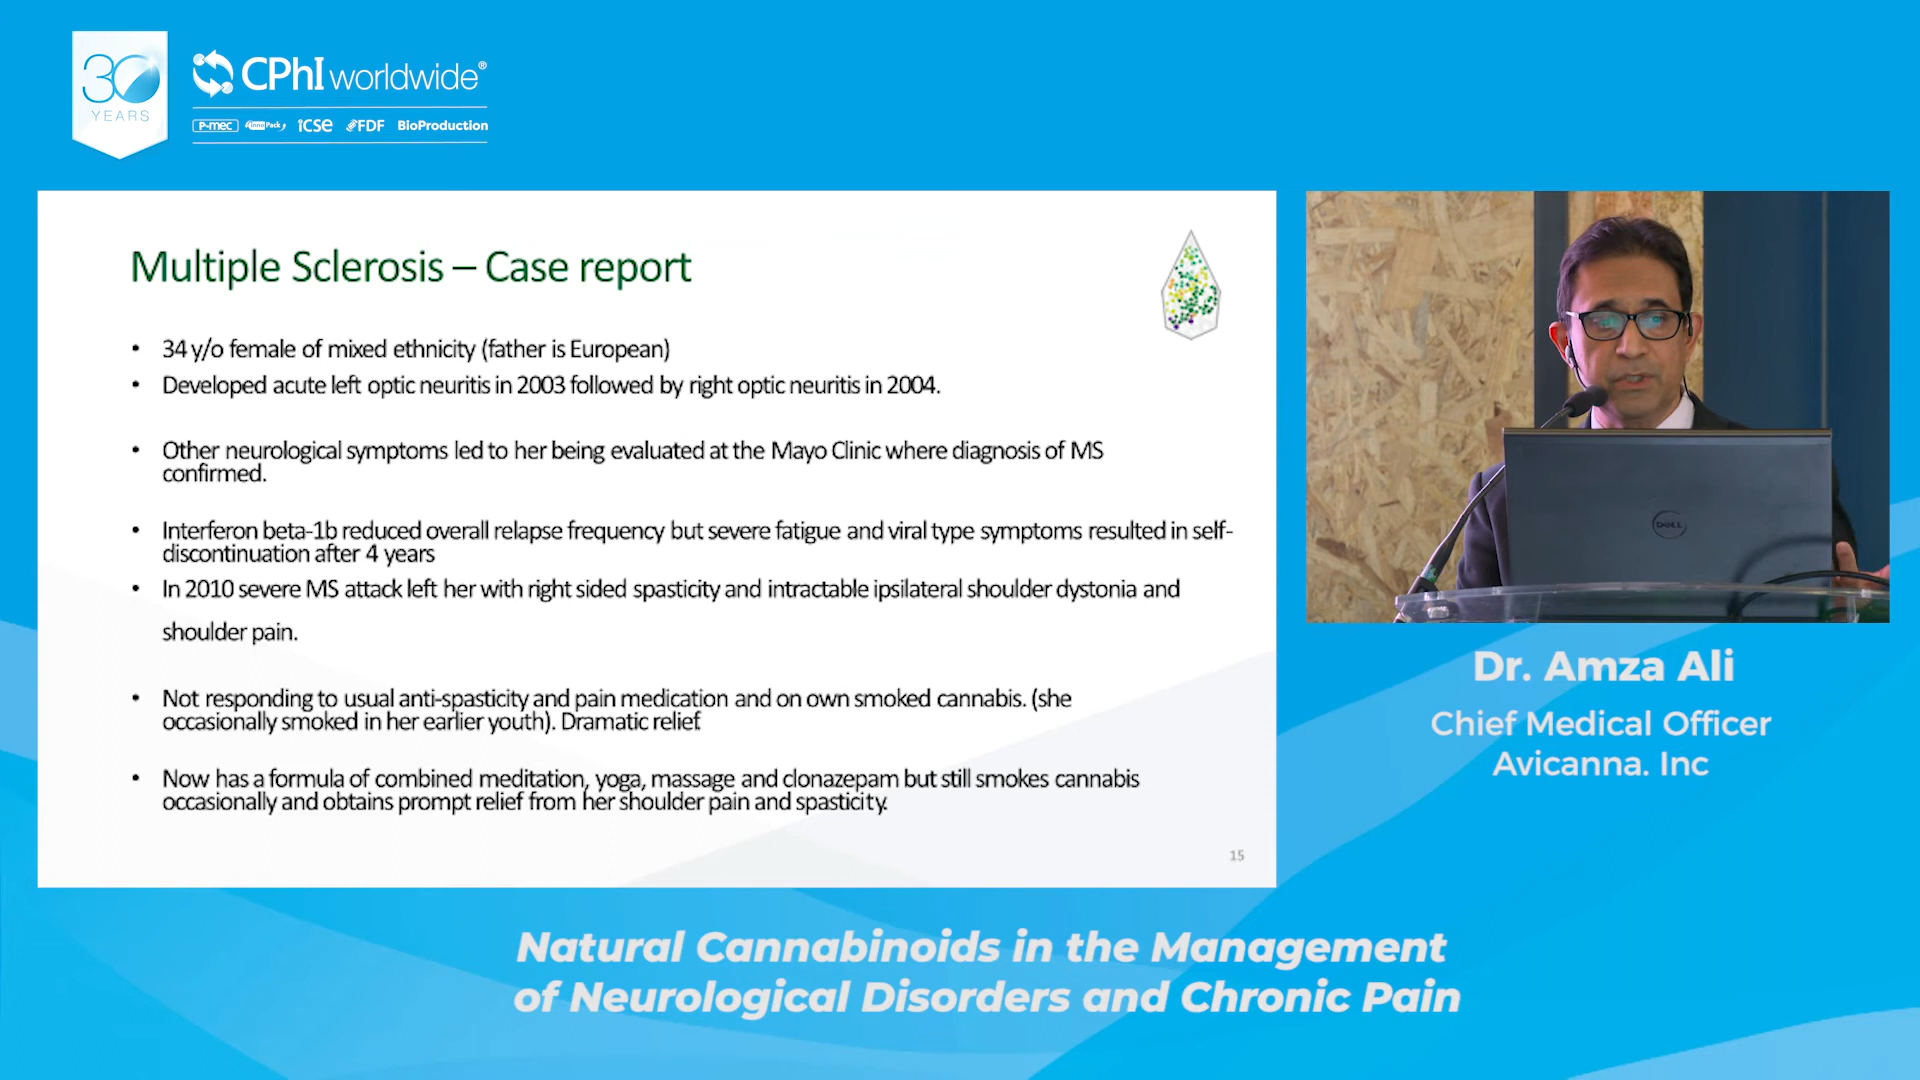 30
YEARS
CPhI worldwide®
P-mec InnoPack iCSE FDF BioProduction
Multiple Sclerosis – Case report
• 34 y/o female of mixed ethnicity (father is European)
• Developed acute left optic neuritis in 2003 followed by right optic neuritis in 2004.
• Other neurological symptoms led to her being evaluated at the Mayo Clinic where diagnosis of MS
confirmed.
• Interferon beta-1b reduced overall relapse frequency but severe fatigue and viral type symptoms resulted in self-
discontinuation after 4 years
• In 2010 severe MS attack left her with right sided spasticity and intractable ipsilateral shoulder dystonia and
shoulder pain.
• Not responding to usual anti-spasticity and pain medication and on own smoked cannabis. (she
occasionally smoked in her earlier youth). Dramatic relief.
• Now has a formula of combined meditation, yoga, massage and clonazepam but still smokes cannabis
occasionally and obtains prompt relief from her shoulder pain and spasticity.
15
DELL
Dr. Amza Ali
Chief Medical Officer
Avicanna. Inc
Natural Cannabinoids in the Management
of Neurological Disorders and Chronic Pain